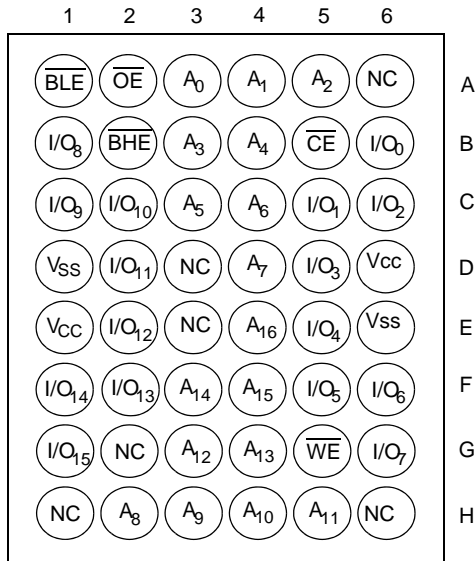 1 2 3 4 5 6
BLE OE A0 A1 A2 NC A
I/O8 BHE A3 A4 CE I/O0 B
I/O9 I/O10 A5 A6 I/O1 I/O2 C
VSS I/O11 NC A7 I/O3 Vcc D
VCC I/O12 NC A16 I/O4 Vss E
I/O14 I/O13 A14 A15 I/O5 I/O6 F
I/O15 NC A12 A13 WE I/O7 G
NC A8 A9 A10 A11 NC H